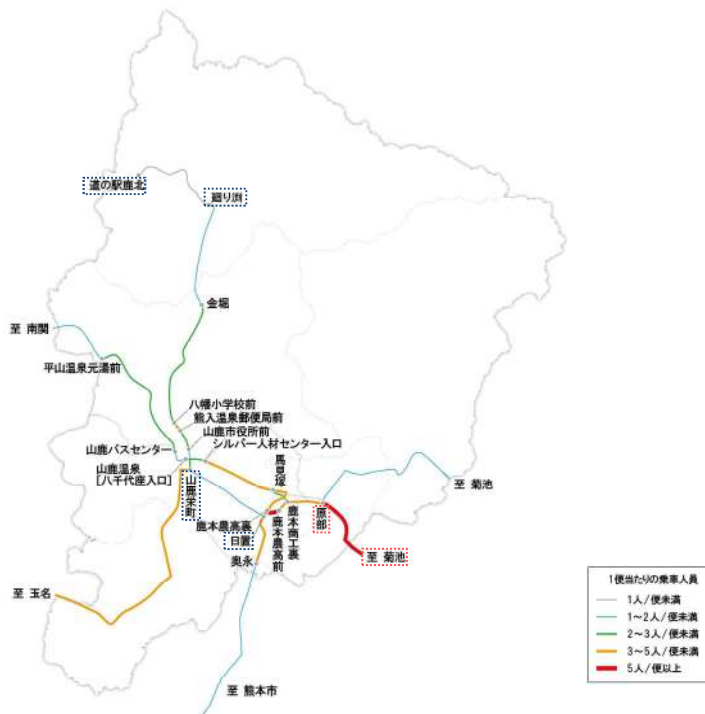 道の駅鹿北
廻り渕
金堀
至 南関
平山温泉元湯前
八幡小学校前
熊入温泉郵便局前
山鹿市役所前
シルバー人材センター入口
山鹿バスセンター
山鹿温泉
[八千代座入口]
山鹿栄町
馬見塚
至 菊池
鹿本農高裏
鹿本農高前
鹿本商工裏
原部
日置
奥永
至 菊池
至 玉名
至 熊本市
1便当たりの乗車人員
1人/便未満
1~2人/便未満
2~3人/便未満
3~5人/便未満
5人/便以上